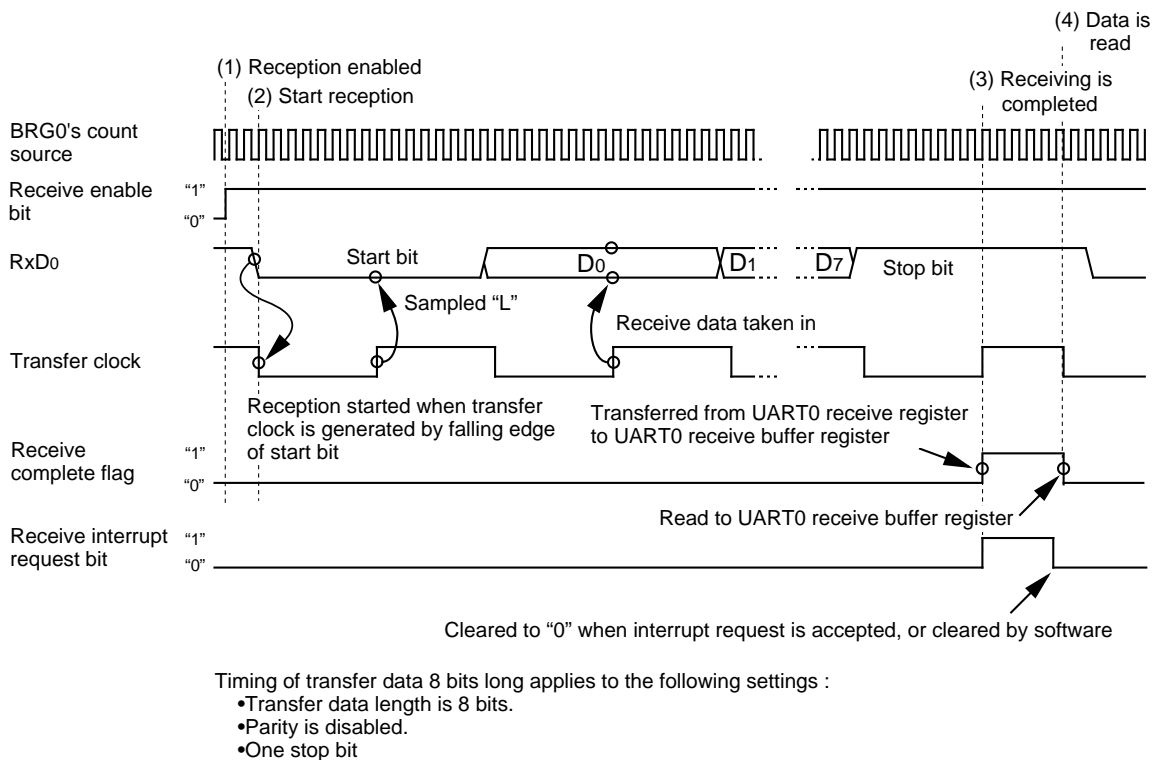 (4) Data is
read
(1) Reception enabled
(3) Receiving is
completed
(2) Start reception
BRG0's count
source
Receive enable
bit
“1”
“0”
RxD0
Start bit
D0
D1
D7
Stop bit
Sampled “L”
Receive data taken in
Transfer clock
Reception started when transfer
clock is generated by falling edge
of start bit
Transferred from UART0 receive register
to UART0 receive buffer register
Receive
complete flag
“1”
“0”
Read to UART0 receive buffer register
Receive interrupt
request bit
“1”
“0”
Cleared to “0” when interrupt request is accepted, or cleared by software
Timing of transfer data 8 bits long applies to the following settings :
•Transfer data length is 8 bits.
•Parity is disabled.
•One stop bit